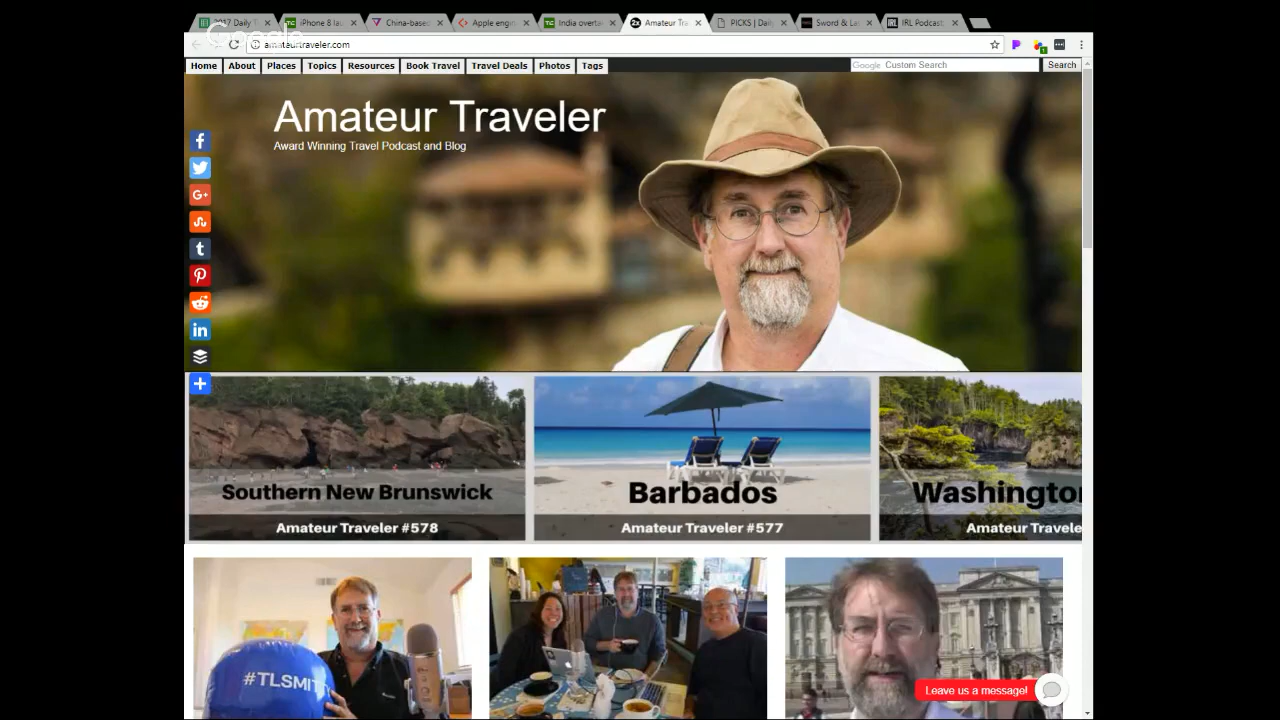 2017 Daily T
iPhone 8 la
China-base
Apple engi
India overta
Amateur Tra
PICKS | Dail
Sword & La
IRL Podcast
Google
amateurtraveler.com
Home About Places Topics Resources Book Travel Travel Deals Photos Tags
Google Custom Search
Search
Amateur Traveler
Award Winning Travel Podcast and Blog
Southern New Brunswick
Amateur Traveler #578
Barbados
Amateur Traveler #577
Washington
Amateur Travele
#TLSMIT
Leave us a message!